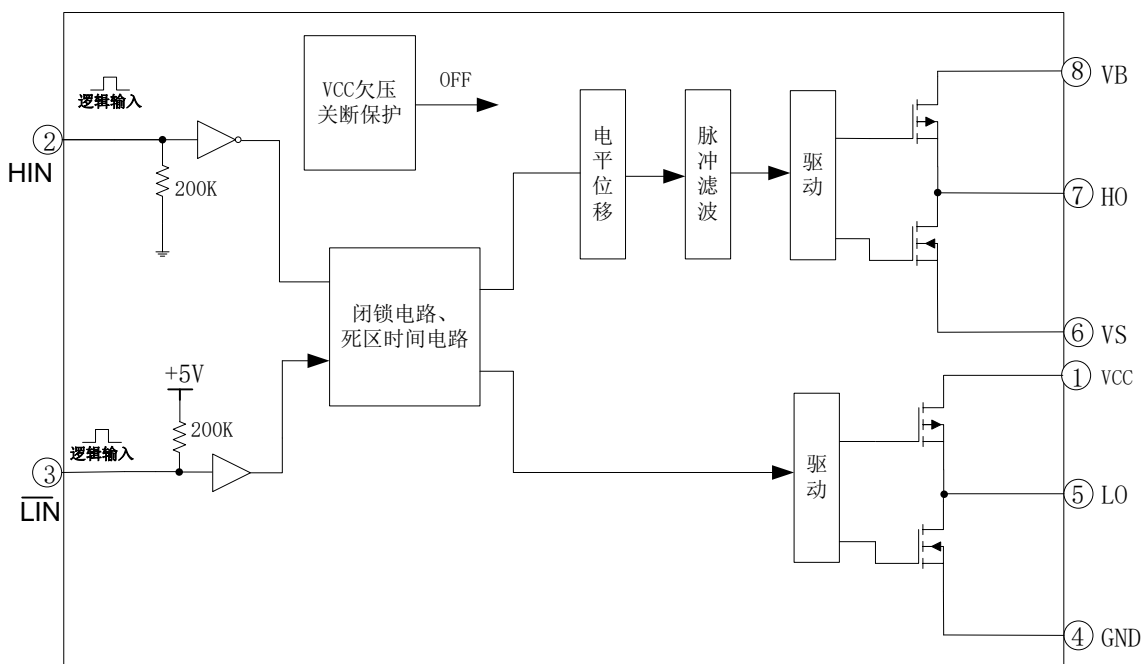 VCC欠压
关断保护
OFF
逻辑输入
②
HIN
200K
电平位移
脉冲滤波
驱动
⑧ VB
⑦ HO
⑥ VS
闭锁电路、
死区时间电路
+5V
200K
逻辑输入
③
LIN
驱动
① VCC
⑤ LO
④ GND